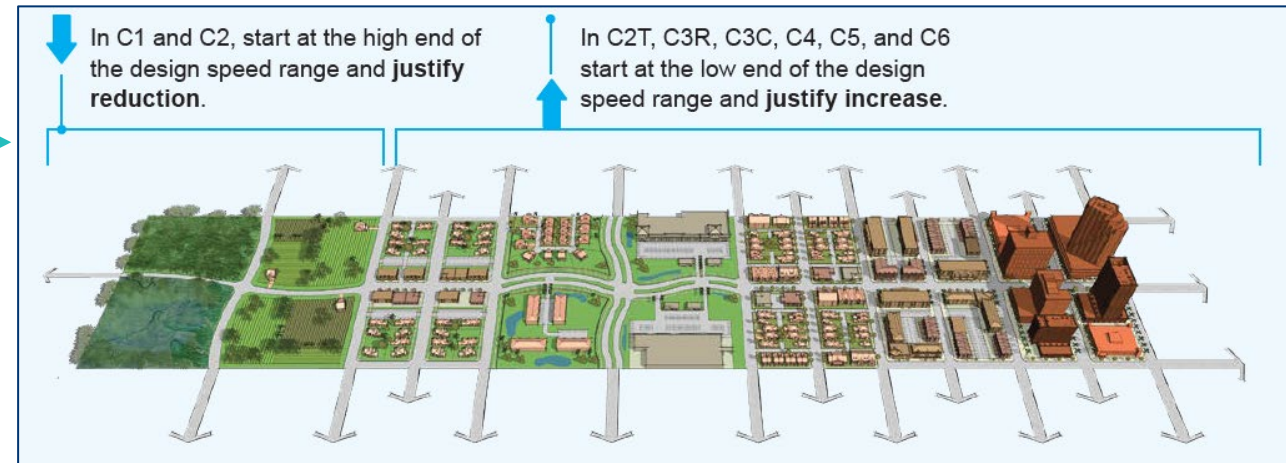 In C1 and C2, start at the high end of
the design speed range and justify
reduction.
In C2T, C3R, C3C, C4, C5, and C6
start at the low end of the design
speed range and justify increase.